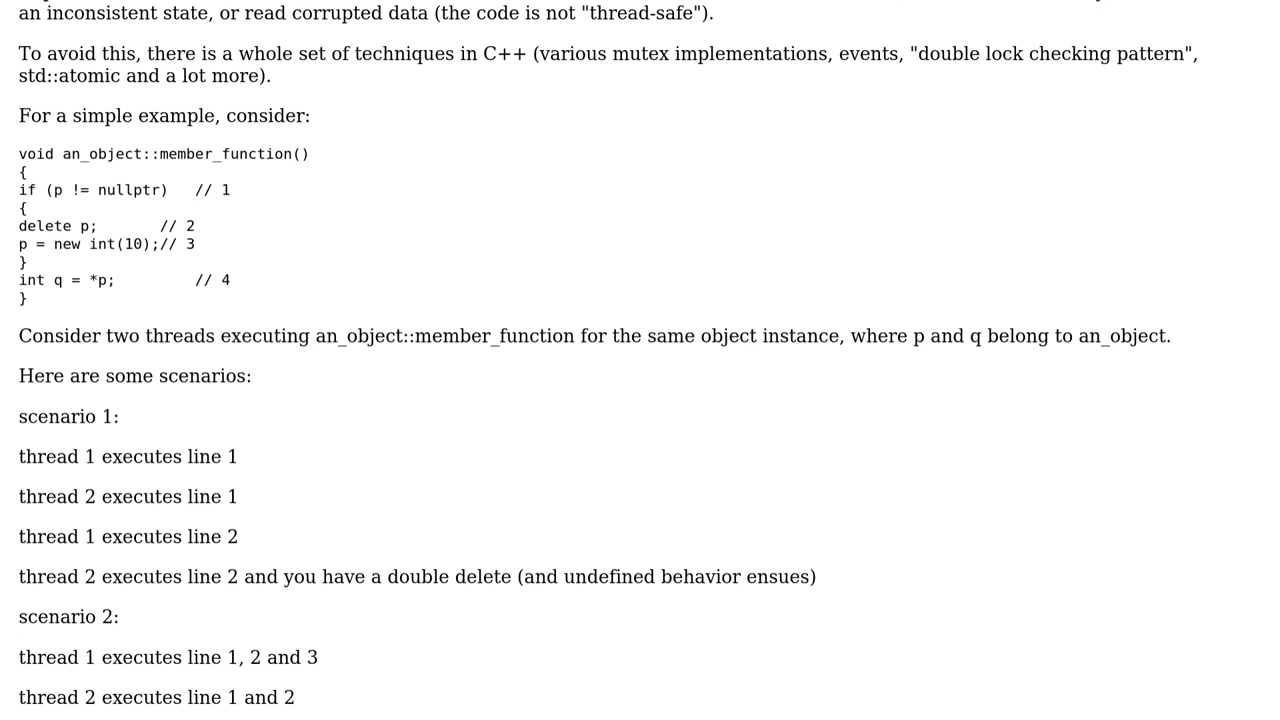 an inconsistent state, or read corrupted data (the code is not "thread-safe").
To avoid this, there is a whole set of techniques in C++ (various mutex implementations, events, "double lock checking pattern",
std::atomic and a lot more).
For a simple example, consider:
void an_object::member_function()
{
if (p != nullptr)   // 1
{
delete p;       // 2
p = new int(10);// 3
}
int q = *p;         // 4
}
Consider two threads executing an_object::member_function for the same object instance, where p and q belong to an_object.
Here are some scenarios:
scenario 1:
thread 1 executes line 1
thread 2 executes line 1
thread 1 executes line 2
thread 2 executes line 2 and you have a double delete (and undefined behavior ensues)
scenario 2:
thread 1 executes line 1, 2 and 3
thread 2 executes line 1 and 2